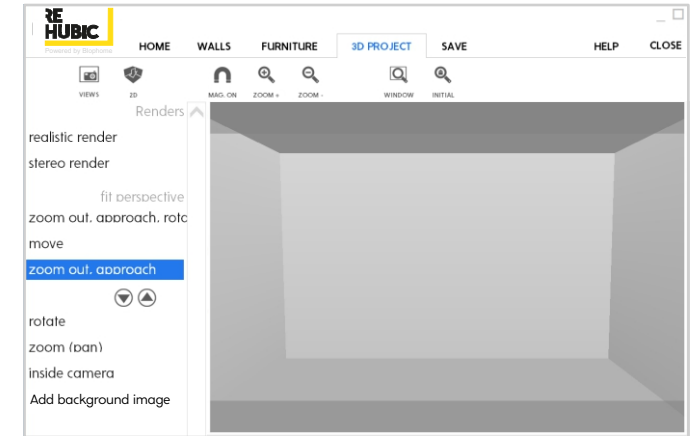 RE
HUBIC
Powered by Biophome
HOME WALLS FURNITURE 3D PROJECT SAVE HELP CLOSE
VIEWS 2D MAG. ON ZOOM + ZOOM - WINDOW INITIAL
Renders
realistic render
stereo render
fit perspective
zoom out, approach, rota
move
zoom out, approach
rotate
zoom (pan)
inside camera
Add background image